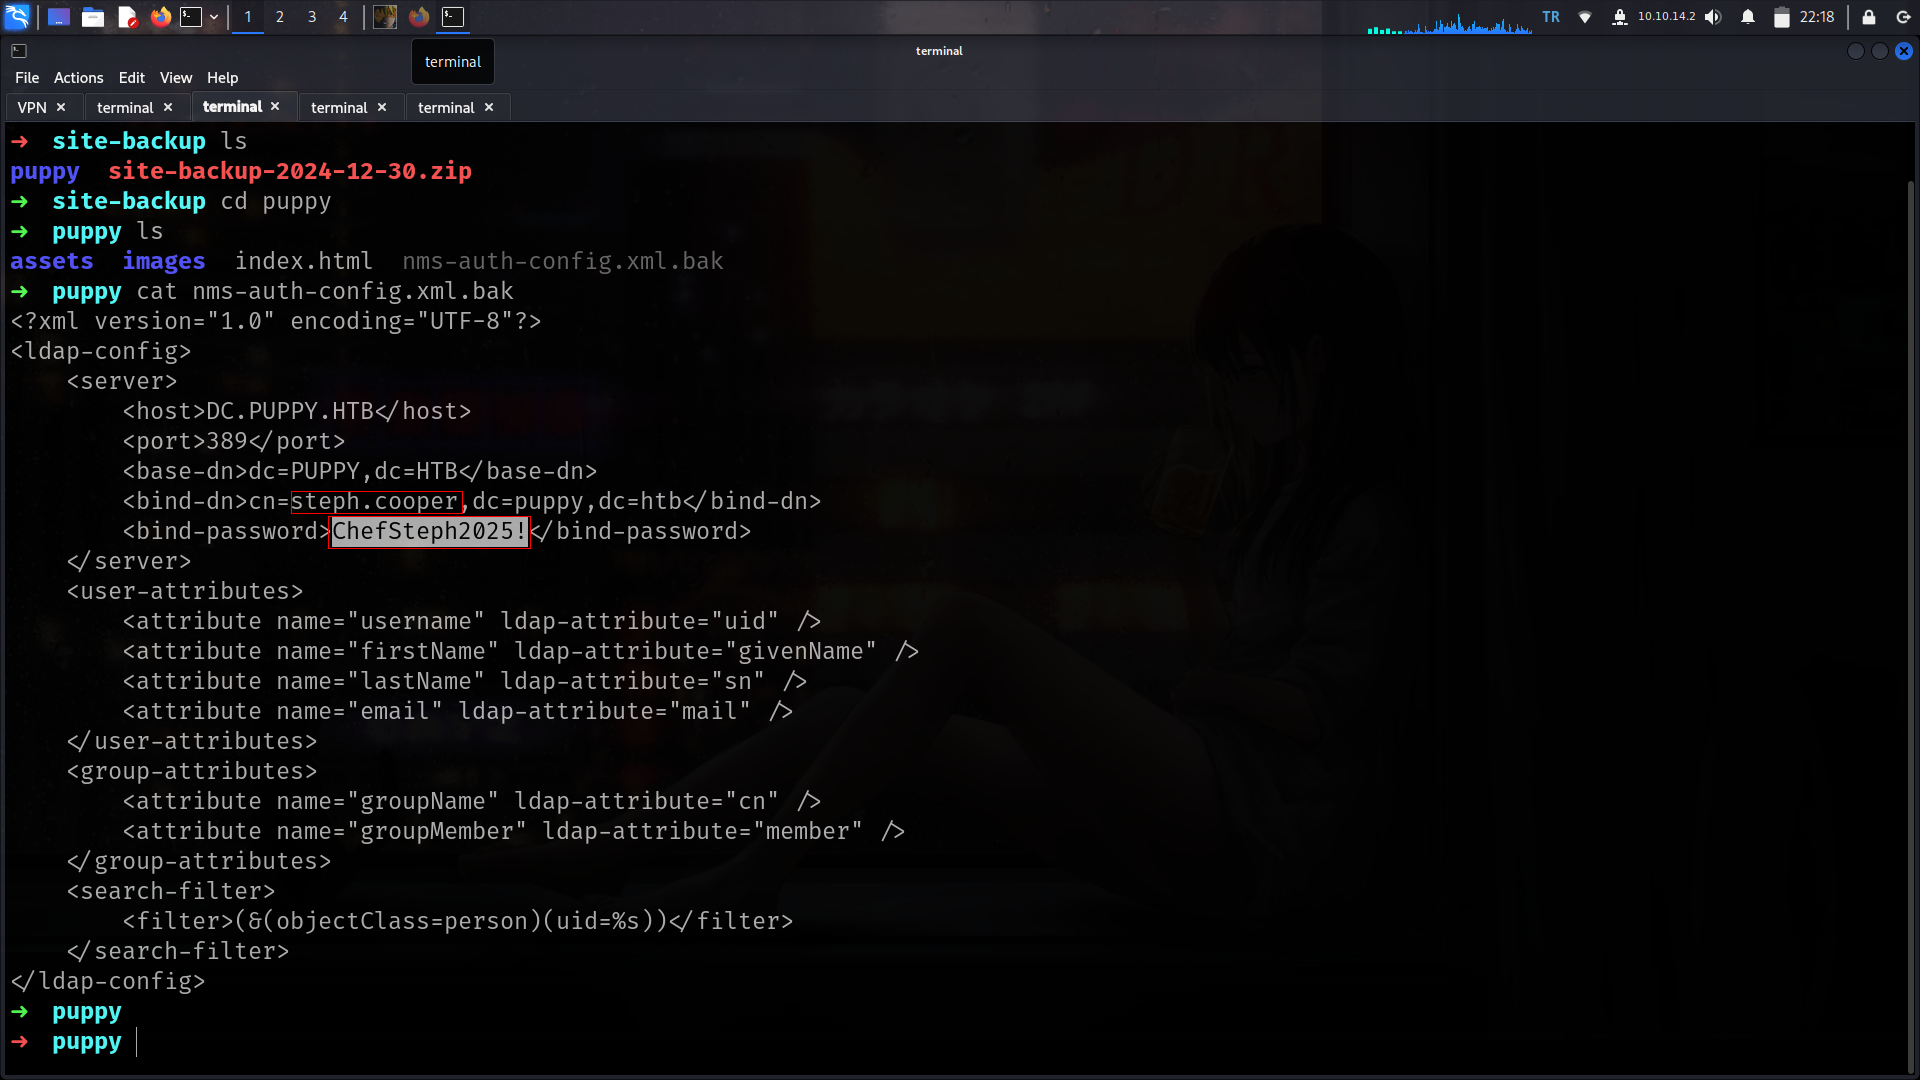 1 2 3 4 TR 10.10.14.2 22:18
terminal
terminal
File Actions Edit View Help
VPN terminal terminal terminal terminal
➜ site-backup ls
puppy site-backup-2024-12-30.zip
➜ site-backup cd puppy
➜ puppy ls
assets images index.html nms-auth-config.xml.bak
➜ puppy cat nms-auth-config.xml.bak
<?xml version="1.0" encoding="UTF-8"?>
<ldap-config>
    <server>
        <host>DC.PUPPY.HTB</host>
        <port>389</port>
        <base-dn>dc=PUPPY,dc=HTB</base-dn>
        <bind-dn>cn=steph.cooper,dc=puppy,dc=htb</bind-dn>
        <bind-password>ChefSteph2025!</bind-password>
    </server>
    <user-attributes>
        <attribute name="username" ldap-attribute="uid" />
        <attribute name="firstName" ldap-attribute="givenName" />
        <attribute name="lastName" ldap-attribute="sn" />
        <attribute name="email" ldap-attribute="mail" />
    </user-attributes>
    <group-attributes>
        <attribute name="groupName" ldap-attribute="cn" />
        <attribute name="groupMember" ldap-attribute="member" />
    </group-attributes>
    <search-filter>
        <filter>(&(objectClass=person)(uid=%s))</filter>
    </search-filter>
</ldap-config>
➜ puppy
➜ puppy